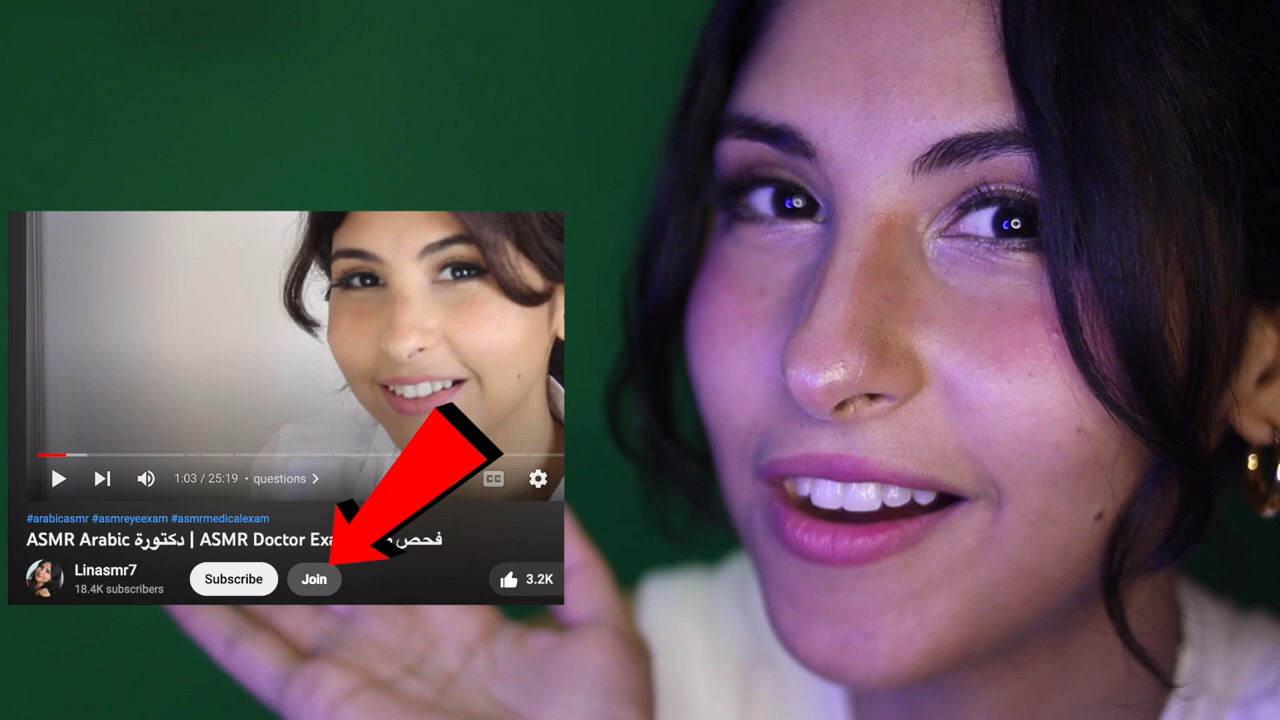 1:03 / 25:19 • questions >
CC
#arabicasmr #asmreyeexam #asmrmedicalexam
ASMR Arabic دكتورة | ASMR Doctor Exa فحص
Linasmr7
18.4K subscribers
Subscribe
Join
3.2K